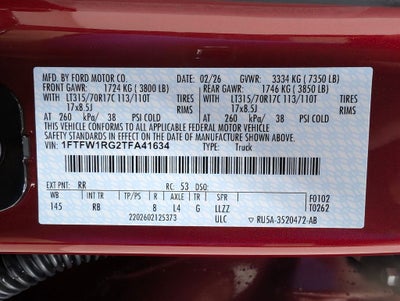 MFD. BY FORD MOTOR CO. 02/26 GVWR: 3334 KG ( 7350 LB)
FRONT GAWR: 1724 KG ( 3800 LB) REAR GAWR: 1746 KG ( 3850 LB)
WITH LT315/70R17C 113/110T TIRES WITH LT315/70R17C 113/110T TIRES
17x8.5J RIMS 17x8.5J RIMS
AT 260 kPa/ 38 PSI COLD AT 260 kPa/ 38 PSI COLD
THIS VEHICLE CONFORMS TO ALL APPLICABLE FEDERAL MOTOR VEHICLE SAFETY
AND THEFT PREVENTION STANDARDS IN EFFECT ON THE DATE OF MANUFACTURE SHOWN ABOVE.
VIN: 1FTFW1RG2TFA41634 TYPE: Truck
EXT PNT: RR RC: 53 DSO:
WB INT TR TP/PS R AXLE TR SPR F0102
145 RB 8 L4 G LLZZ T0262
2202602125373 ULC RU5A-3520472-AB